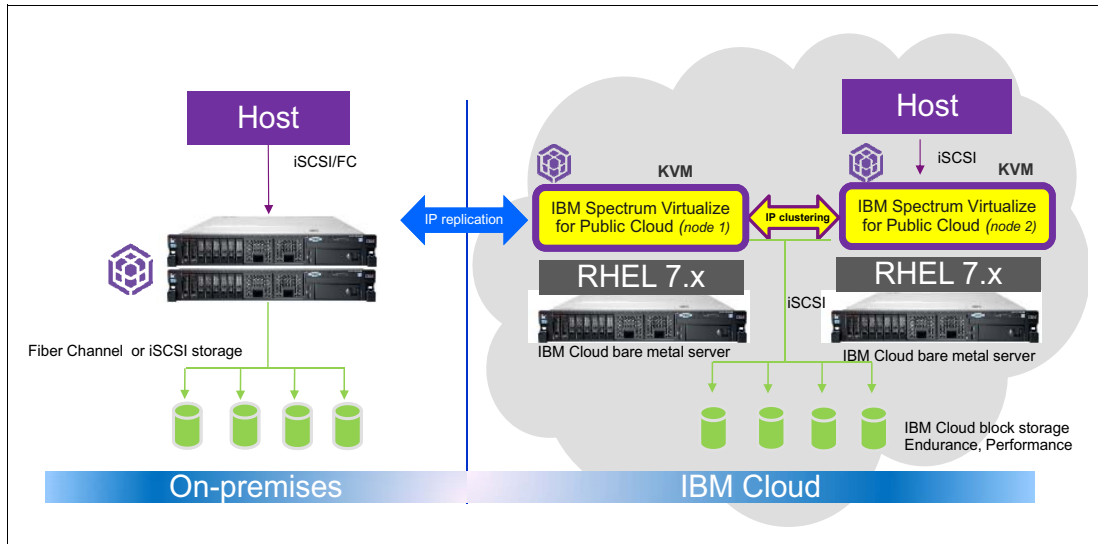 Host
iSCSI/FC
Fiber Channel or iSCSI storage
On-premises
IP replication
Host
iSCSI
KVM
KVM
IBM Spectrum Virtualize
for Public Cloud (node 1)
IP clustering
IBM Spectrum Virtualize
for Public Cloud (node 2)
RHEL 7.x
RHEL 7.x
iSCSI
IBM Cloud bare metal server
IBM Cloud bare metal server
IBM Cloud block storage
Endurance, Performance
IBM Cloud